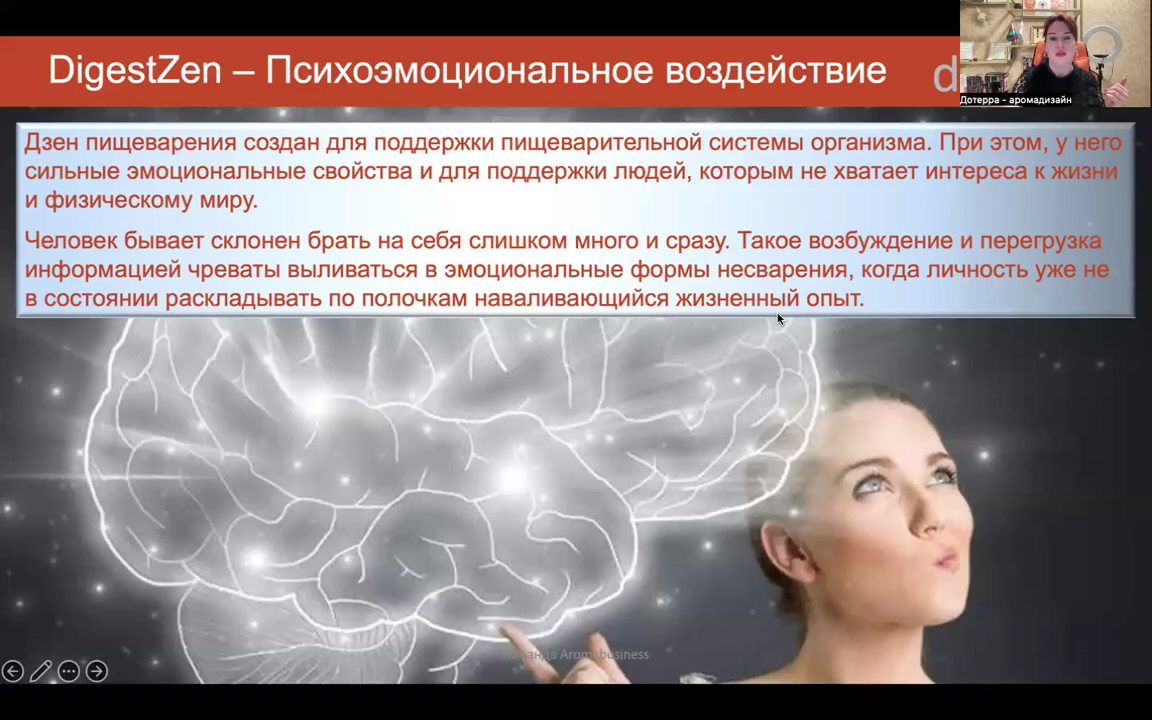 DigestZen – Психоэмоциональное воздействие
d
Дотерра - аромадизайн
Дзен пищеварения создан для поддержки пищеварительной системы организма. При этом, у него
сильные эмоциональные свойства и для поддержки людей, которым не хватает интереса к жизни
и физическому миру.
Человек бывает склонен брать на себя слишком много и сразу. Такое возбуждение и перегрузка
информацией чреваты выливаться в эмоциональные формы несварения, когда личность уже не
в состоянии раскладывать по полочкам наваливающийся жизненный опыт.